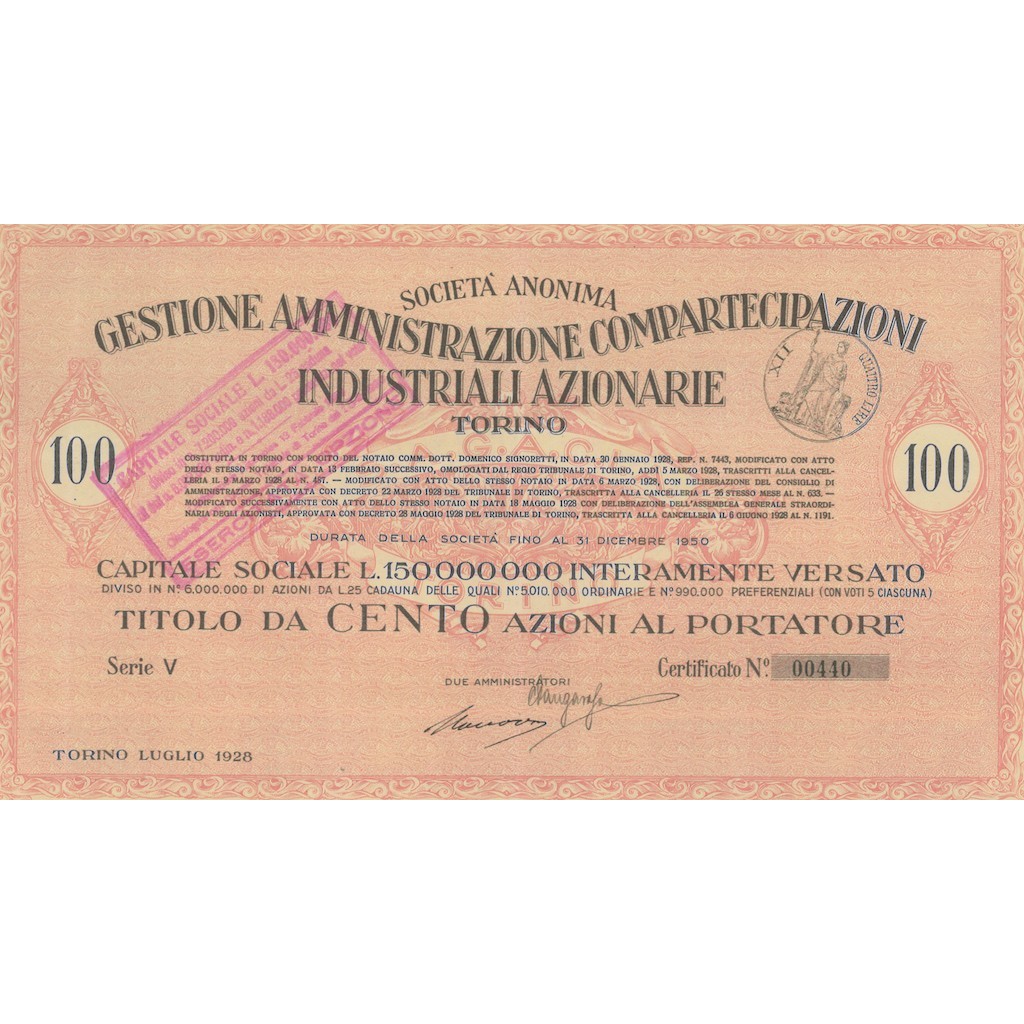 SOCIETÀ ANONIMA
GESTIONE AMMINISTRAZIONE COMPARTECIPAZIONI
INDUSTRIALI AZIONARIE
TORINO
XII
QUATTRO LIRE
CAPITALE SOCIALE L. 150.000.000
100
100
COSTITUITA IN TORINO CON ROGITO DEL NOTAIO COMM. DOTT. DOMENICO SIGNORETTI, IN DATA 30 GENNAIO 1928, REP. N. 7443, MODIFICATO CON ATTO
DELLO STESSO NOTAIO, IN DATA 13 FEBBRAIO SUCCESSIVO, OMOLOGATI DAL REGIO TRIBUNALE DI TORINO, ADDÌ 5 MARZO 1928, TRASCRITTI ALLA CANCEL-
LERIA IL 9 MARZO 1928 AL N. 487. — MODIFICATO CON ATTO DELLO STESSO NOTAIO IN DATA 6 MARZO 1928, CON DELIBERAZIONE DEL CONSIGLIO DI
AMMINISTRAZIONE, APPROVATA CON DECRETO 22 MARZO 1928 DEL TRIBUNALE DI TORINO, TRASCRITTA ALLA CANCELLERIA IL 26 STESSO MESE AL N. 633. —
MODIFICATO SUCCESSIVAMENTE CON ATTO DELLO STESSO NOTAIO IN DATA 18 MAGGIO 1928 CON DELIBERAZIONE DELL'ASSEMBLEA GENERALE STRAORDI-
NARIA DEGLI AZIONISTI, APPROVATA CON DECRETO 28 MAGGIO 1928 DEL TRIBUNALE DI TORINO, TRASCRITTA ALLA CANCELLERIA IL 6 GIUGNO 1928 AL N. 1191.
DURATA DELLA SOCIETÀ FINO AL 31 DICEMBRE 1950
CAPITALE SOCIALE L. 150 000 000 INTERAMENTE VERSATO
DIVISO IN Nº 6.000.000 DI AZIONI DA L.25 CADAUNA DELLE QUALI Nº 5.010.000 ORDINARIE E Nº 990.000 PREFERENZIALI (CON VOTI 5 CIASCUNA)
TITOLO DA CENTO AZIONI AL PORTATORE
Serie V
Certificato Nº. 00440
DUE AMMINISTRATORI
TORINO LUGLIO 1928